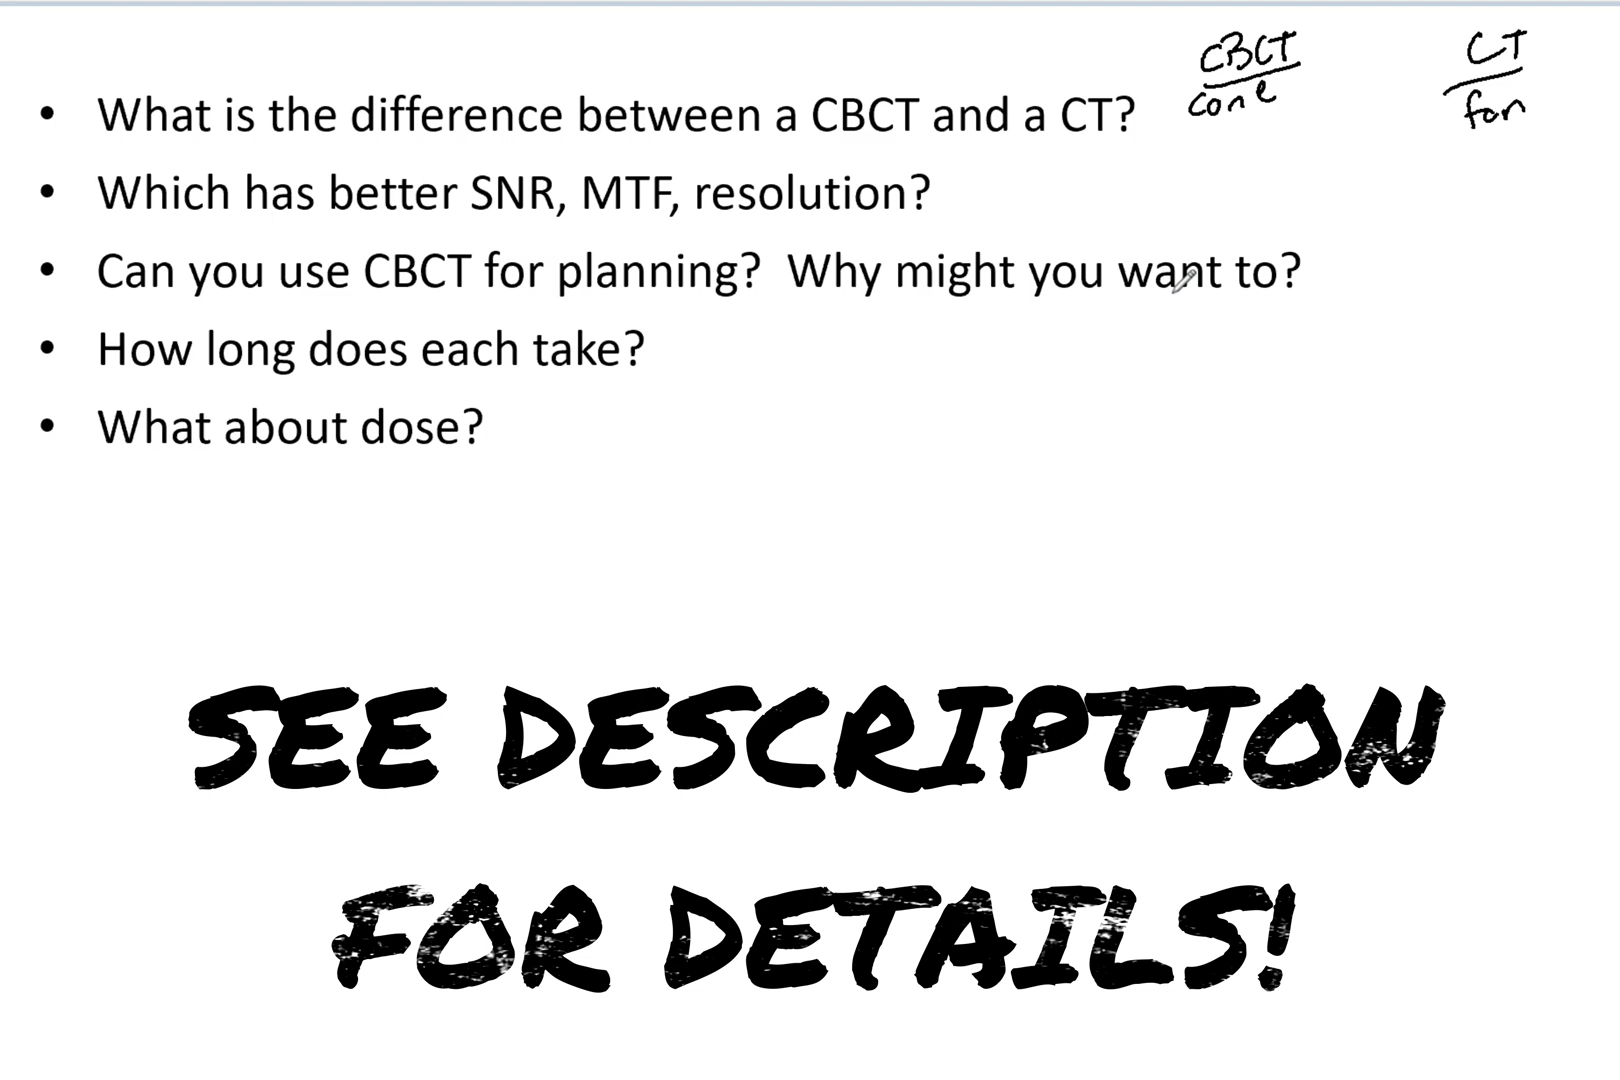 CBCT CT
cone fan
• What is the difference between a CBCT and a CT?
• Which has better SNR, MTF, resolution?
• Can you use CBCT for planning?  Why might you want to?
• How long does each take?
• What about dose?
SEE DESCRIPTION
FOR DETAILS!